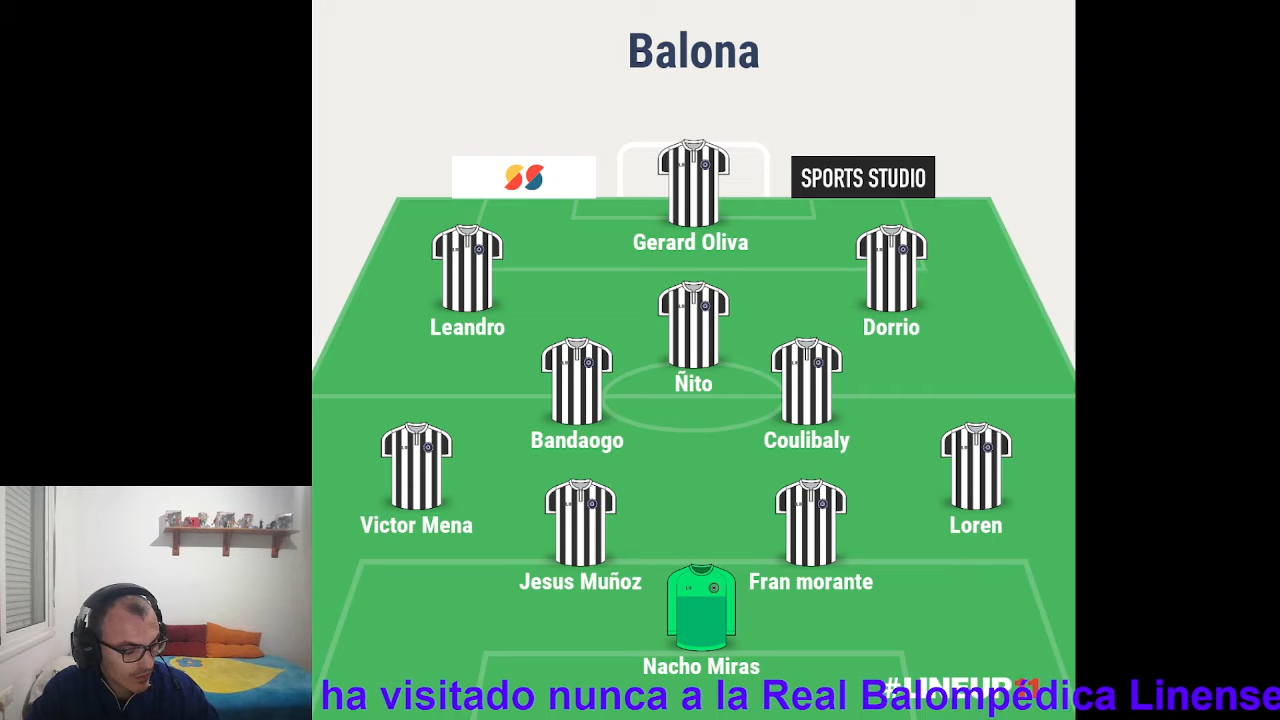 Balona
SPORTS STUDIO
Gerard Oliva
Leandro
Dorrio
Ñito
Bandaogo
Coulibaly
Victor Mena
Loren
Jesus Muñoz
Fran morante
Nacho Miras
#LINEUP11
ha visitado nunca a la Real Balompédica Linense